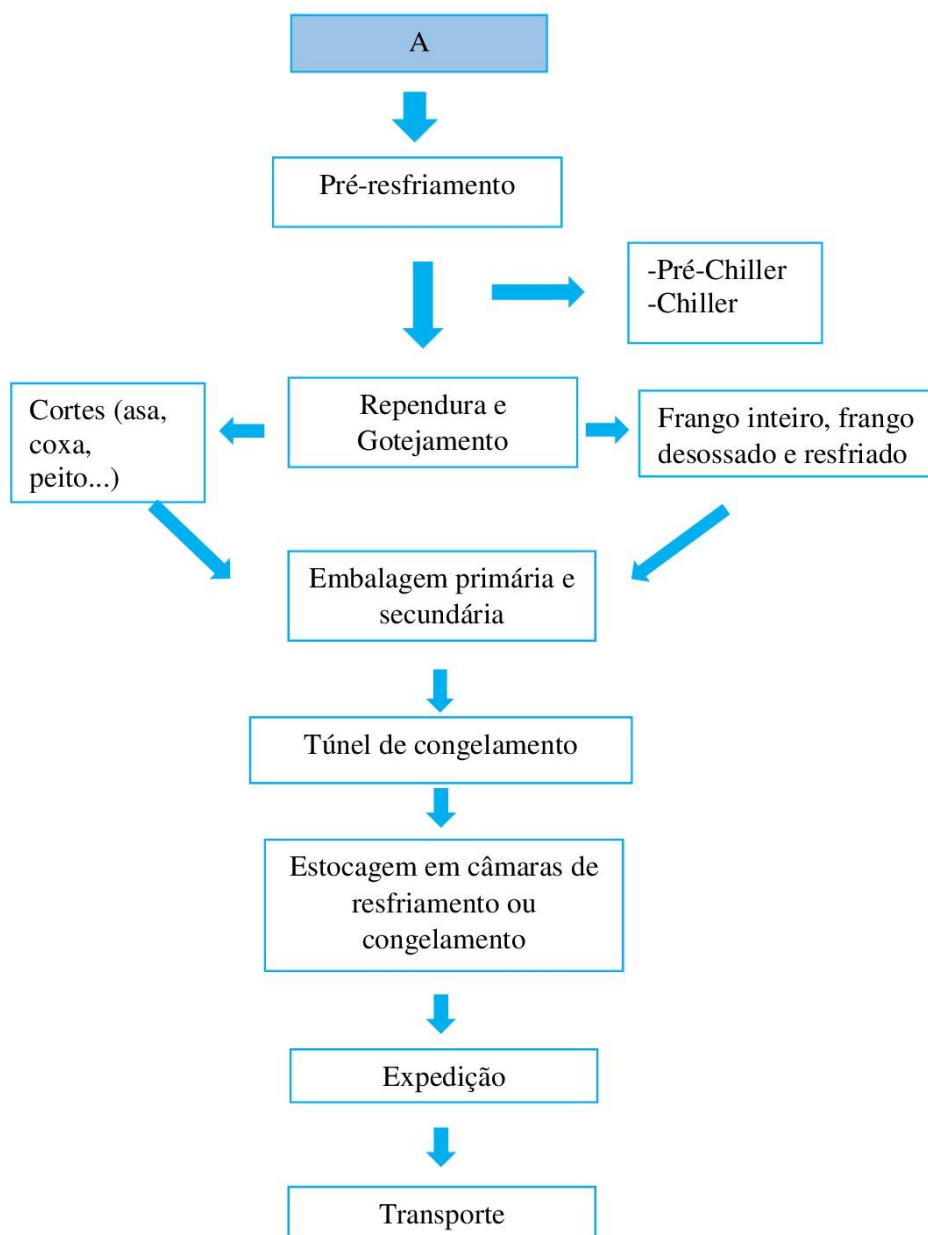 A
Pré-resfriamento
-Pré-Chiller
-Chiller
Cortes (asa,
coxa,
peito...)
Rependura e
Gotejamento
Frango inteiro, frango
desossado e resfriado
Embalagem primária e
secundária
Túnel de congelamento
Estocagem em câmaras de
resfriamento ou
congelamento
Expedição
Transporte